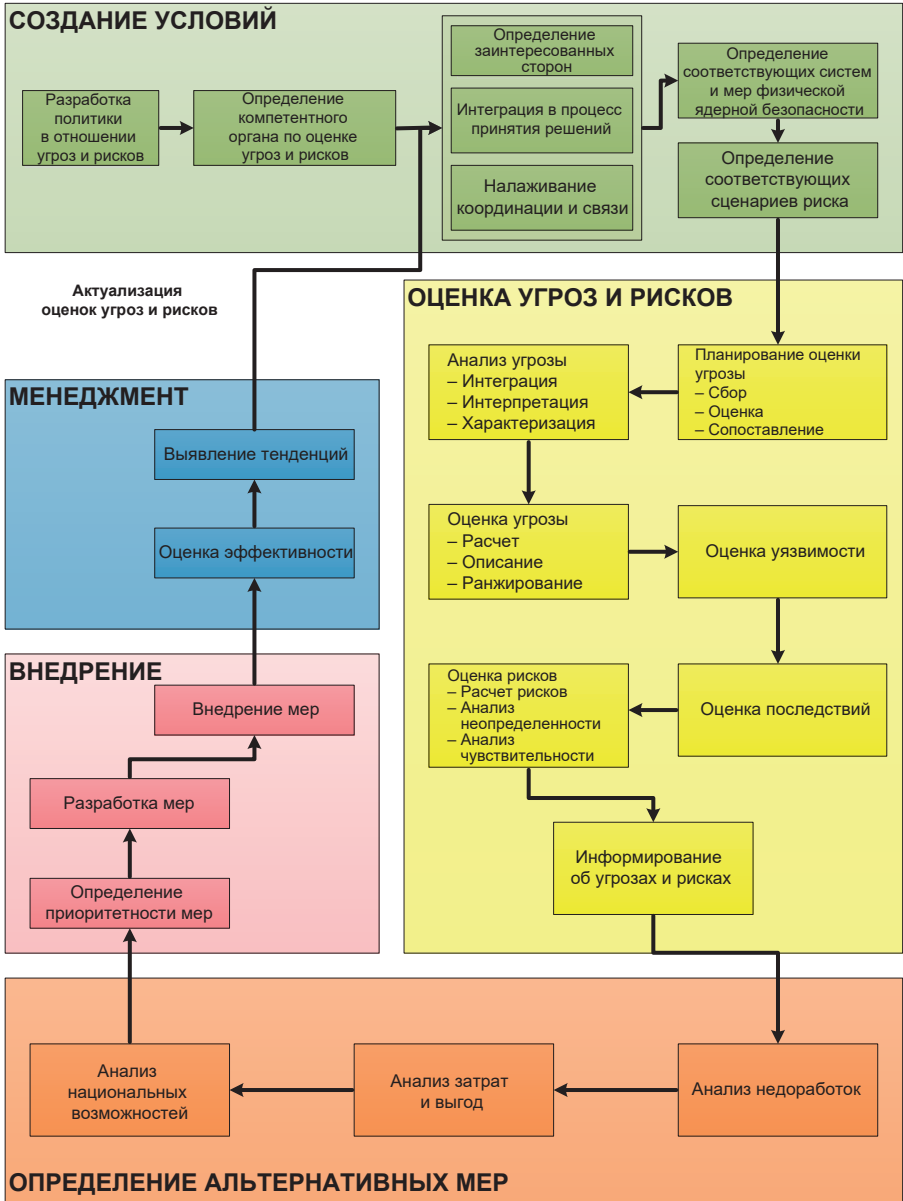 СОЗДАНИЕ УСЛОВИЙ
Разработка
политики
в отношении
угроз и рисков
Определение
компетентного
органа по оценке
угроз и рисков
Определение
заинтересованных
сторон
Интеграция в процесс
принятия решений
Налаживание
координации и связи
Определение
соответствующих систем
и мер физической
ядерной безопасности
Определение
соответствующих
сценариев риска
Актуализация
оценок угроз и рисков
ОЦЕНКА УГРОЗ И РИСКОВ
Планирование оценки
угрозы
– Сбор
– Оценка
– Сопоставление
Анализ угрозы
– Интеграция
– Интерпретация
– Характеризация
Оценка угрозы
– Расчет
– Описание
– Ранжирование
Оценка уязвимости
Оценка последствий
Оценка рисков
– Расчет рисков
– Анализ
неопределенности
– Анализ
чувствительности
Информирование
об угрозах и рисках
МЕНЕДЖМЕНТ
Выявление тенденций
Оценка эффективности
ВНЕДРЕНИЕ
Внедрение мер
Разработка мер
Определение
приоритетности мер
Анализ
национальных
возможностей
Анализ затрат
и выгод
Анализ недоработок
ОПРЕДЕЛЕНИЕ АЛЬТЕРНАТИВНЫХ МЕР